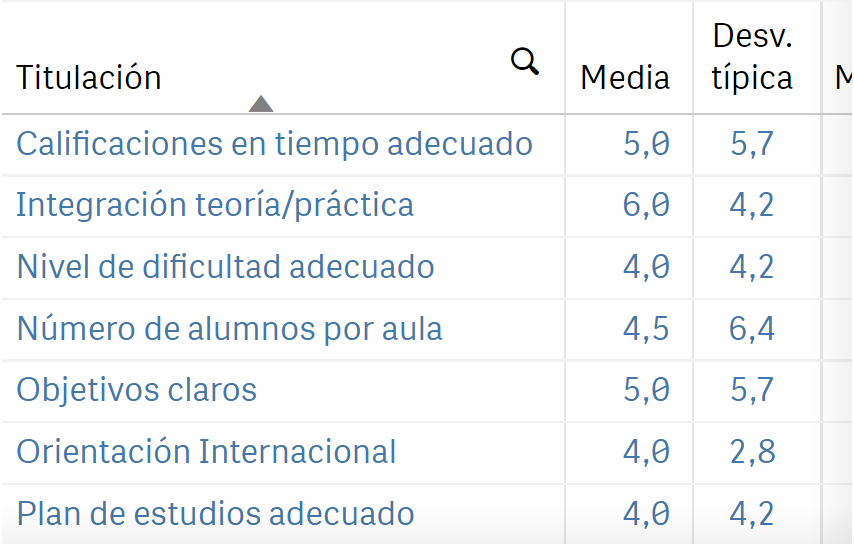 Titulación Media Desv. típica M
Calificaciones en tiempo adecuado 5,0 5,7
Integración teoría/práctica 6,0 4,2
Nivel de dificultad adecuado 4,0 4,2
Número de alumnos por aula 4,5 6,4
Objetivos claros 5,0 5,7
Orientación Internacional 4,0 2,8
Plan de estudios adecuado 4,0 4,2